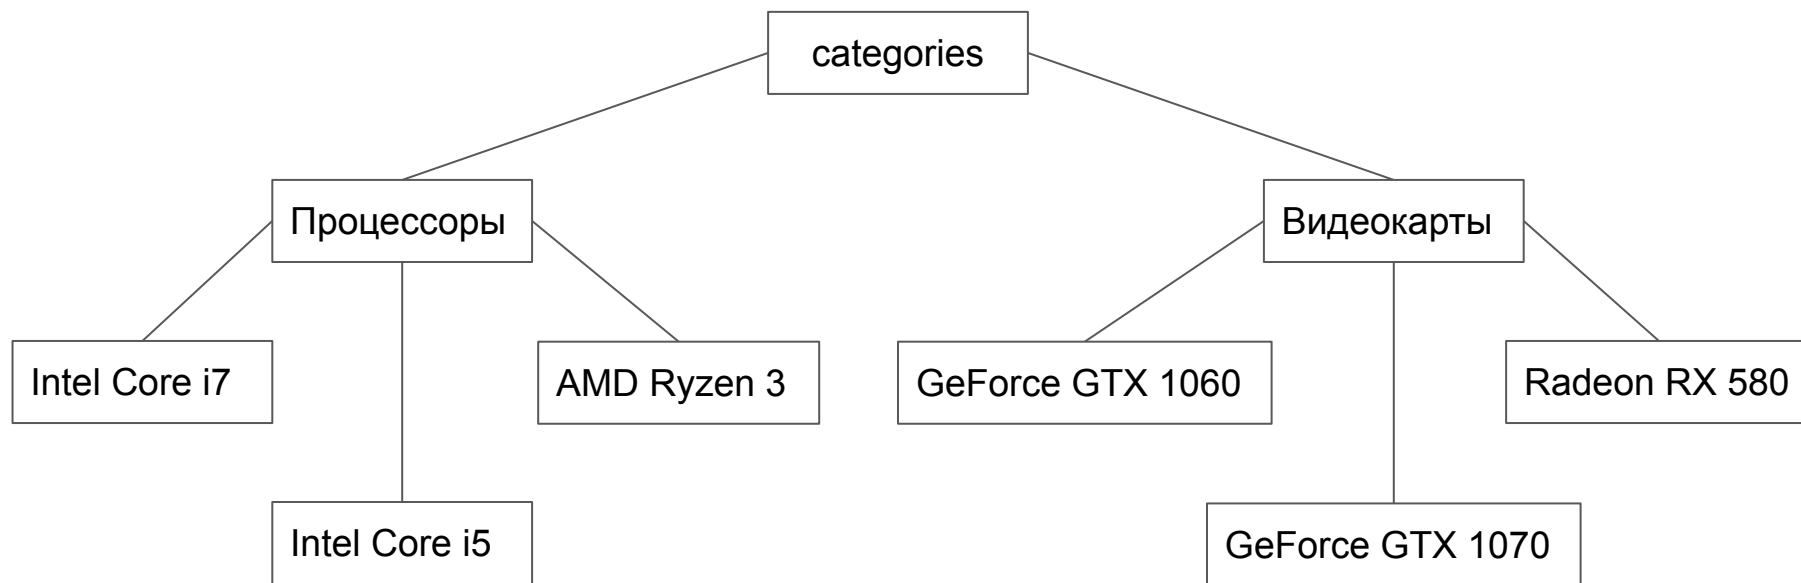 categories
Процессоры
Видеокарты
Intel Core i7
AMD Ryzen 3
GeForce GTX 1060
Radeon RX 580
Intel Core i5
GeForce GTX 1070